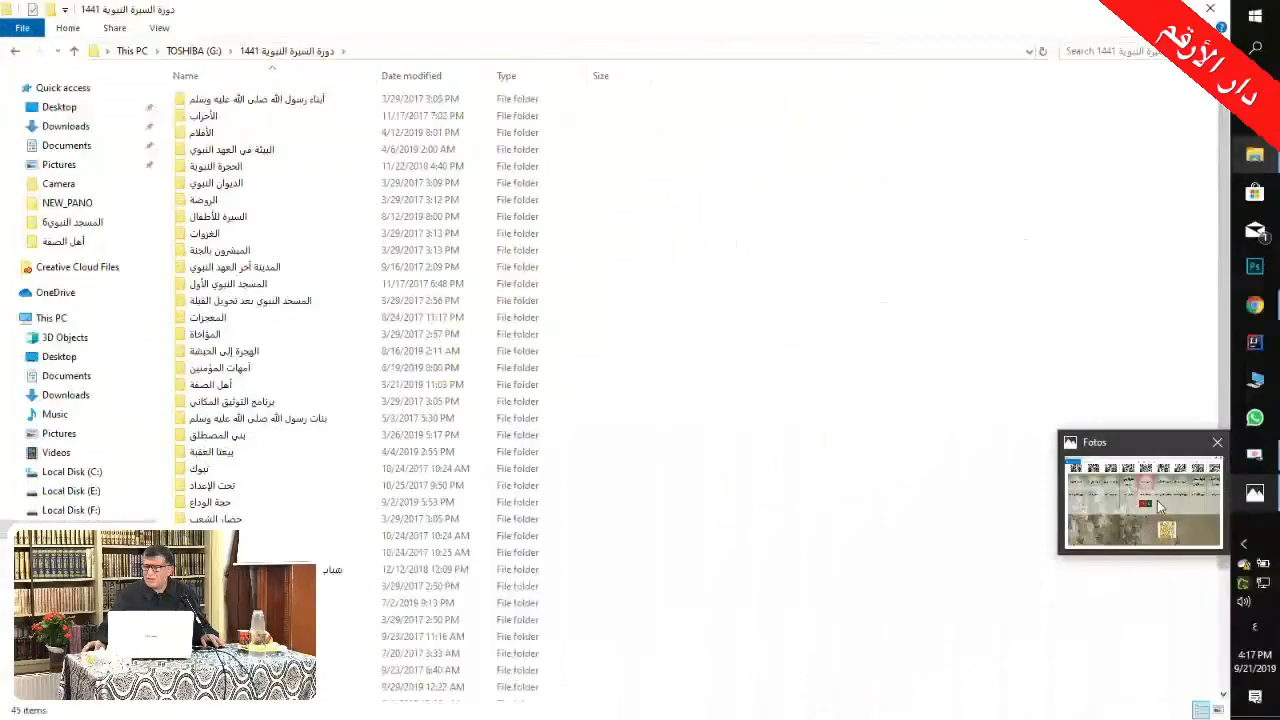 دورة السيرة النبوية 1441
File Home Share View
This PC TOSHIBA (G:) دورة السيرة النبوية 1441
Search 1441
دار الأرقم
Name Date modified Type Size
Quick access
Desktop
Downloads
Documents
Pictures
Camera
NEW_PANO
المسجد النبوي6
أهل الصفة
Creative Cloud Files
OneDrive
This PC
3D Objects
Desktop
Documents
Downloads
Music
Pictures
Videos
Local Disk (C:)
Local Disk (E:)
Local Disk (F:)
أبناء رسول الله صلى الله عليه وسلم 3/29/2017 3:05 PM File folder
الأحزاب 11/17/2017 7:02 PM File folder
الأفلام 4/12/2019 8:01 PM File folder
البيئة في العهد النبوي 4/6/2019 2:00 AM File folder
الحجرة النبوية 11/22/2018 4:40 PM File folder
الديوان النبوي 3/29/2017 3:09 PM File folder
الروضة 3/29/2017 3:12 PM File folder
السيرة للأطفال 8/12/2019 8:00 PM File folder
الغزوات 3/29/2017 3:13 PM File folder
المبشرون بالجنة 3/29/2017 3:13 PM File folder
المدينة آخر العهد النبوي 9/16/2017 2:09 PM File folder
المسجد النبوي الأول 11/17/2017 6:48 PM File folder
المسجد النبوي بعد تحويل القبلة 3/29/2017 2:56 PM File folder
المعجزات 8/24/2017 11:17 PM File folder
المؤاخاة 3/29/2017 2:57 PM File folder
الهجرة إلى الحبشة 8/16/2019 2:11 AM File folder
أمهات المؤمنين 6/19/2019 8:00 PM File folder
أهل الصفة 3/21/2019 11:03 PM File folder
برنامج التوثيق المكاني 3/29/2017 3:05 PM File folder
بنات رسول الله صلى الله عليه وسلم 5/3/2017 5:30 PM File folder
بني المصطلق 3/26/2019 5:17 PM File folder
بيعتا العقبة 4/4/2019 2:55 PM File folder
تبوك 10/24/2017 10:24 AM File folder
تحت الإعداد 10/25/2017 9:50 PM File folder
حجة الوداع 9/2/2019 5:53 PM File folder
حصار الشعب 3/29/2017 3:05 PM File folder
10/24/2017 10:24 AM File folder
10/24/2017 10:25 AM File folder
12/12/2018 12:09 PM File folder
3/29/2017 2:50 PM File folder
7/2/2019 9:13 PM File folder
3/29/2017 2:50 PM File folder
9/23/2017 11:16 AM File folder
7/20/2017 3:33 AM File folder
9/23/2017 6:40 AM File folder
8/29/2019 12:22 AM File folder
Fotos
45 items
4:17 PM
9/21/2019